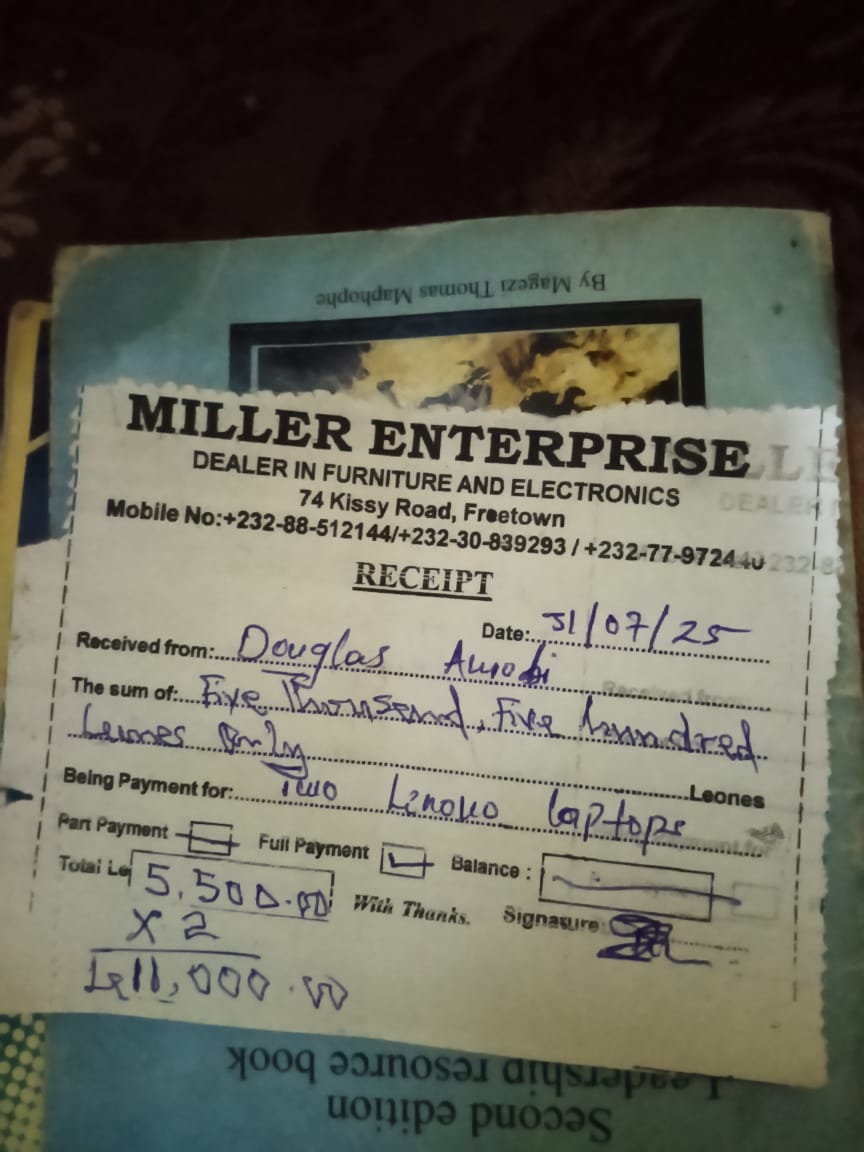 By Magezi Thomas Maphophe
MILLER ENTERPRISE
DEALER IN FURNITURE AND ELECTRONICS
74 Kissy Road, Freetown
Mobile No:+232-88-512144/+232-30-839293 / +232-77-972440
RECEIPT
Date: 31/07/25
Received from: Douglas
The sum of: Five Thousand, Five hundred
Leones Only Leones
Being Payment for: Two Linovo laptops
Part Payment Full Payment Balance :
Total Le 5,500.00 With Thanks. Signature:
X 2
Le11,000.00
Leadership resource book
Second edition